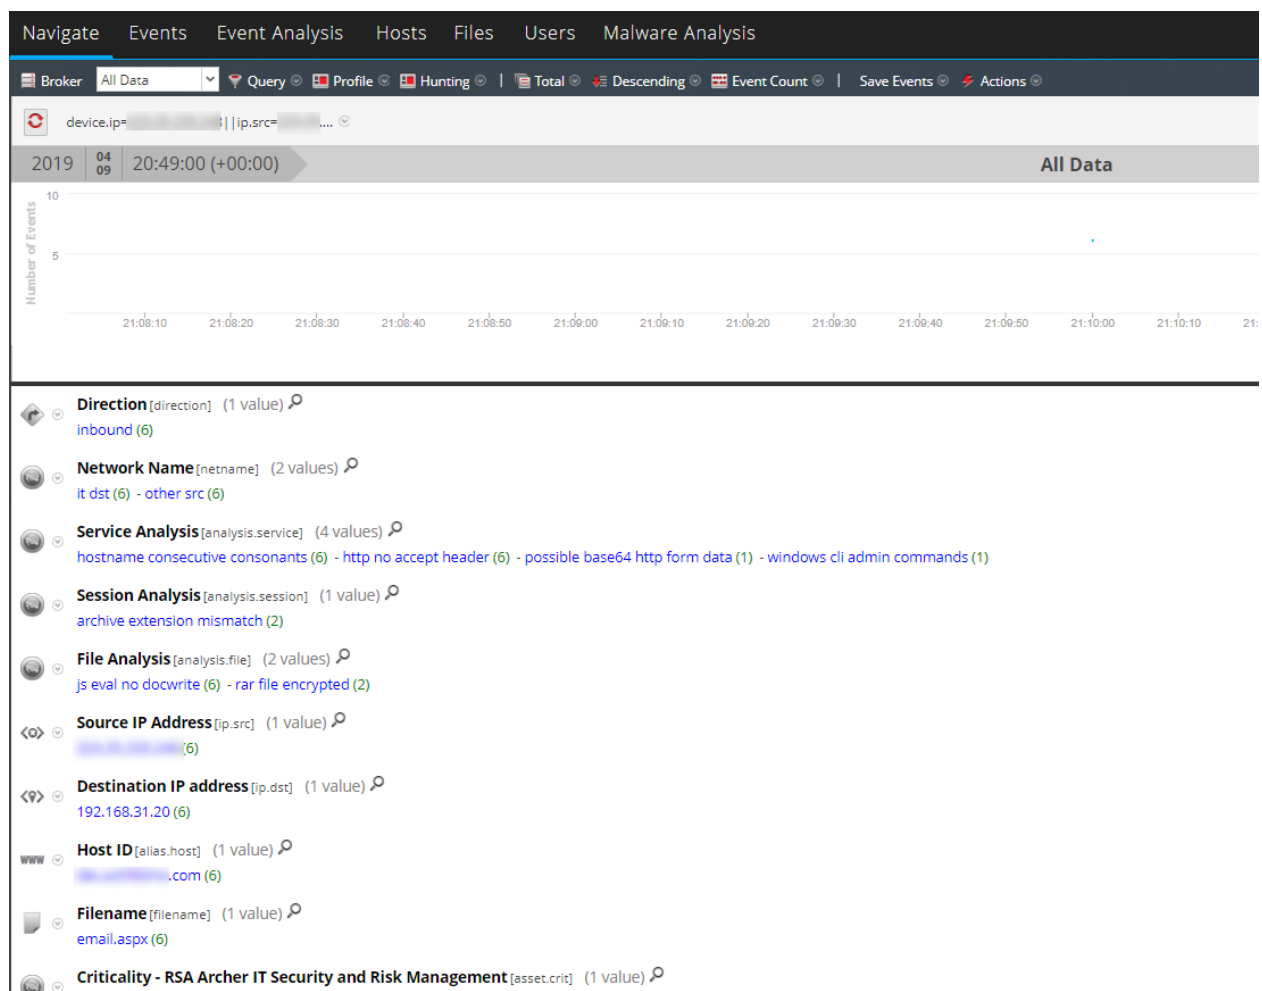 Navigate Events Event Analysis Hosts Files Users Malware Analysis
Broker All Data Query Profile Hunting | Total Descending Event Count | Save Events Actions
device.ip= ||ip.src= ....
2019 04 09 20:49:00 (+00:00) All Data
Number of Events
10
5
21:08:10 21:08:20 21:08:30 21:08:40 21:08:50 21:09:00 21:09:10 21:09:20 21:09:30 21:09:40 21:09:50 21:10:00 21:10:10 21:
Direction [direction] (1 value)
inbound (6)
Network Name [netname] (2 values)
it dst (6) - other src (6)
Service Analysis [analysis.service] (4 values)
hostname consecutive consonants (6) - http no accept header (6) - possible base64 http form data (1) - windows cli admin commands (1)
Session Analysis [analysis.session] (1 value)
archive extension mismatch (2)
File Analysis [analysis.file] (2 values)
js eval no docwrite (6) - rar file encrypted (2)
Source IP Address [ip.src] (1 value)
(6)
Destination IP address [ip.dst] (1 value)
192.168.31.20 (6)
www Host ID [alias.host] (1 value)
.com (6)
Filename [filename] (1 value)
email.aspx (6)
Criticality - RSA Archer IT Security and Risk Management [asset.crit] (1 value)